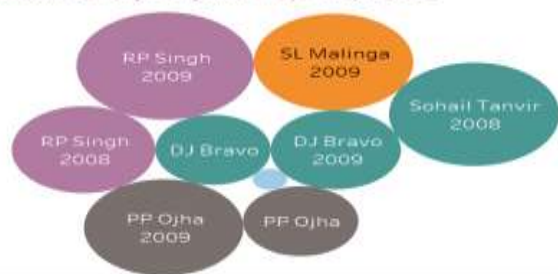 RP Singh
2009
SL Malinga
2009
Sohail Tanvir
2008
RP Singh
2008
DJ Bravo
DJ Bravo
2009
PP Ojha
2009
PP Ojha